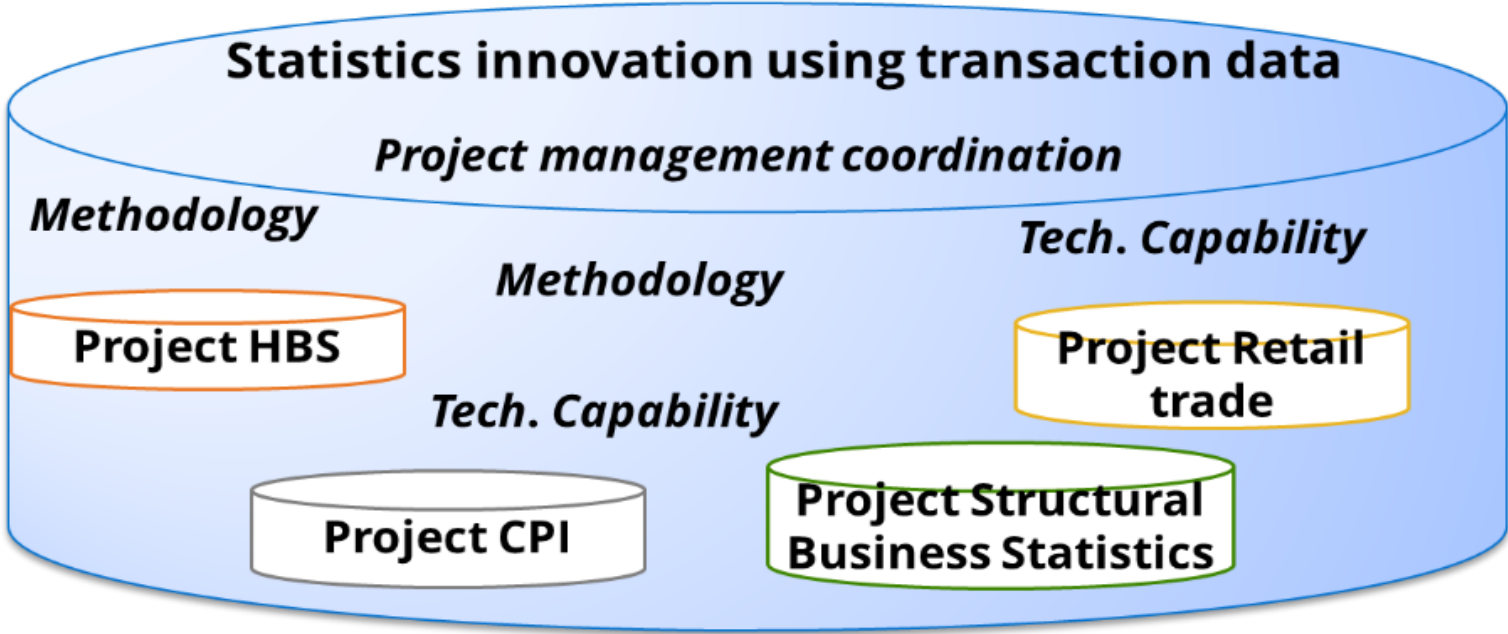 Statistics innovation using transaction data
Project management coordination
Methodology
Tech. Capability
Methodology
Project HBS
Project Retail
trade
Tech. Capability
Project Structural
Business Statistics
Project CPI